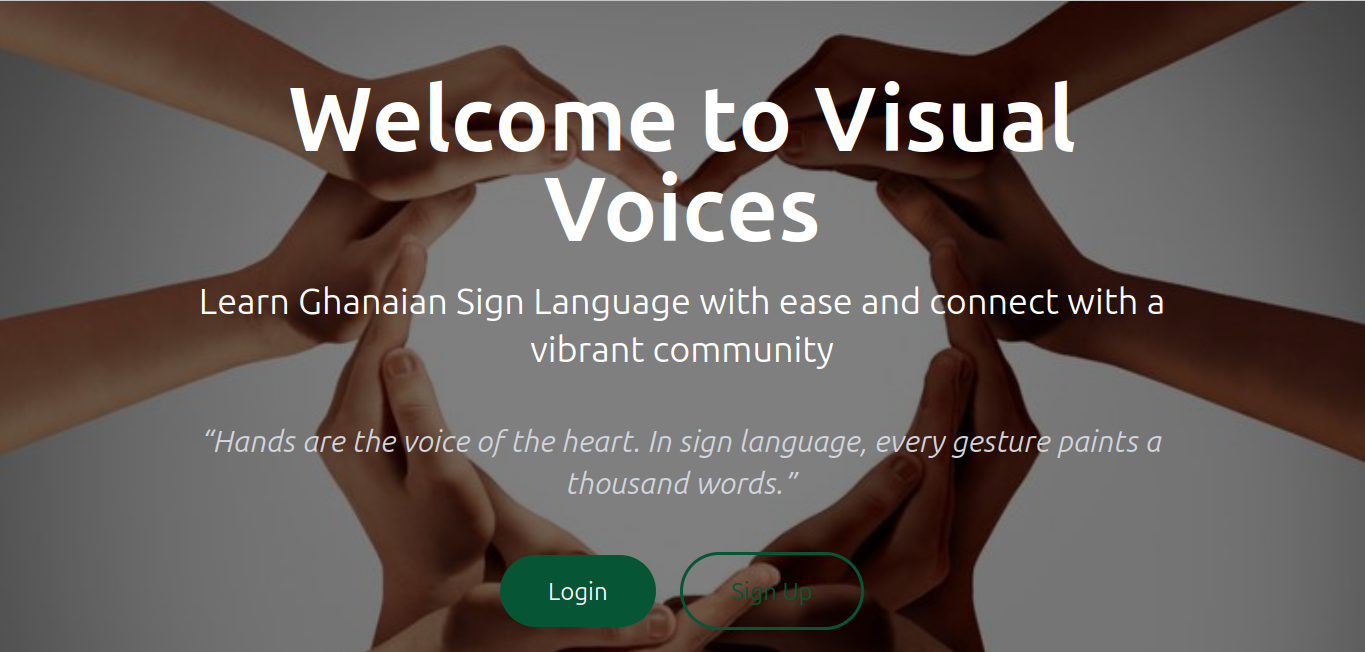 Welcome to Visual
Voices
Learn Ghanaian Sign Language with ease and connect with a
vibrant community
“Hands are the voice of the heart. In sign language, every gesture paints a
thousand words.”
Login
Sign Up